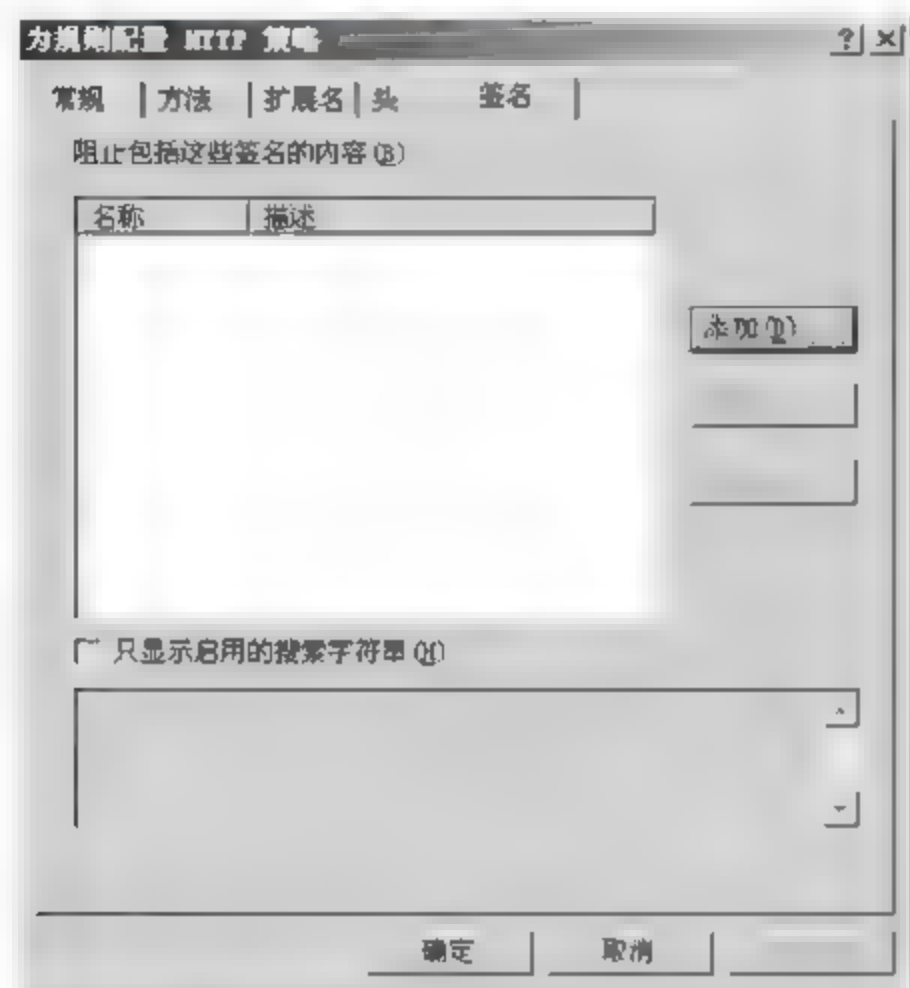 为规则配置 HTTP 策略
常规 方法 扩展名 头 签名
阻止包括这些签名的内容(B)
名称 描述
添加(D)
只显示启用的搜索字符串(H)
确定 取消